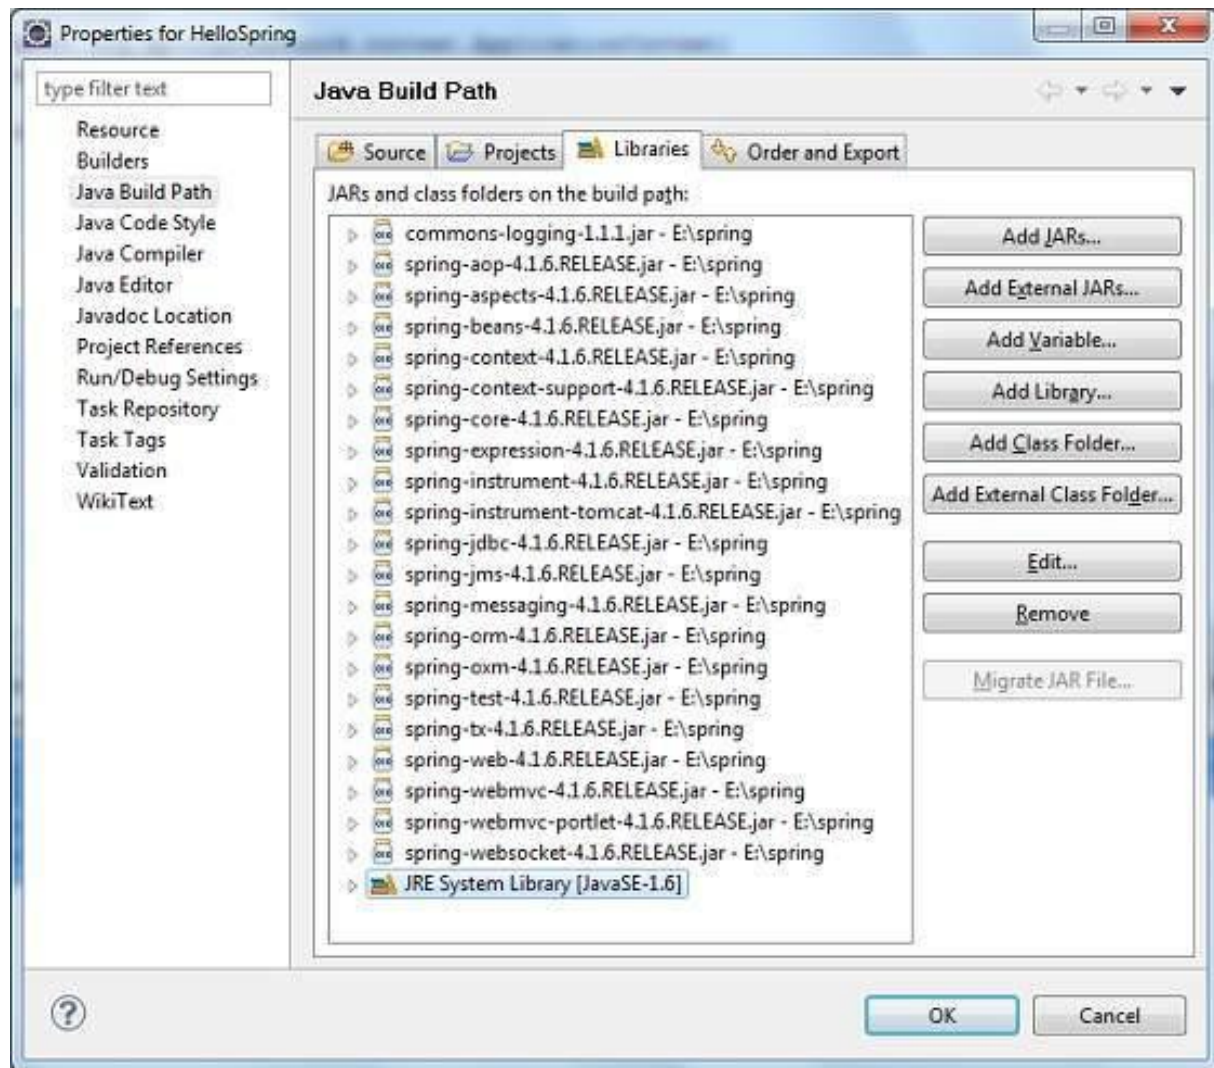 Properties for HelloSpring
type filter text
Resource
Builders
Java Build Path
Java Code Style
Java Compiler
Java Editor
Javadoc Location
Project References
Run/Debug Settings
Task Repository
Task Tags
Validation
WikiText
Java Build Path
Source Projects Libraries Order and Export
JARs and class folders on the build path:
commons-logging-1.1.1.jar - E:\spring
spring-aop-4.1.6.RELEASE.jar - E:\spring
spring-aspects-4.1.6.RELEASE.jar - E:\spring
spring-beans-4.1.6.RELEASE.jar - E:\spring
spring-context-4.1.6.RELEASE.jar - E:\spring
spring-context-support-4.1.6.RELEASE.jar - E:\spring
spring-core-4.1.6.RELEASE.jar - E:\spring
spring-expression-4.1.6.RELEASE.jar - E:\spring
spring-instrument-4.1.6.RELEASE.jar - E:\spring
spring-instrument-tomcat-4.1.6.RELEASE.jar - E:\spring
spring-jdbc-4.1.6.RELEASE.jar - E:\spring
spring-jms-4.1.6.RELEASE.jar - E:\spring
spring-messaging-4.1.6.RELEASE.jar - E:\spring
spring-orm-4.1.6.RELEASE.jar - E:\spring
spring-oxm-4.1.6.RELEASE.jar - E:\spring
spring-test-4.1.6.RELEASE.jar - E:\spring
spring-tx-4.1.6.RELEASE.jar - E:\spring
spring-web-4.1.6.RELEASE.jar - E:\spring
spring-webmvc-4.1.6.RELEASE.jar - E:\spring
spring-webmvc-portlet-4.1.6.RELEASE.jar - E:\spring
spring-websocket-4.1.6.RELEASE.jar - E:\spring
JRE System Library [JavaSE-1.6]
Add JARs...
Add External JARs...
Add Variable...
Add Library...
Add Class Folder...
Add External Class Folder...
Edit...
Remove
Migrate JAR File...
OK Cancel